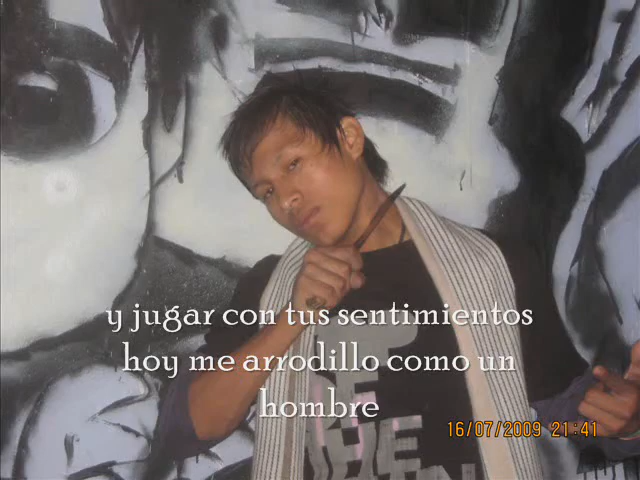 y jugar con tus sentimientos
hoy me arrodillo como un
hombre
16/07/2009 21:41